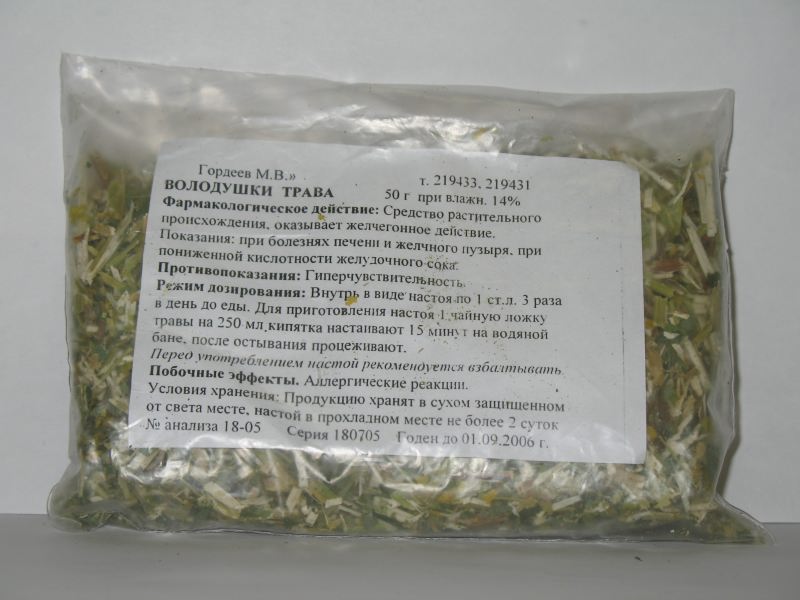 Гордеев М.В.» т. 219433, 219431
ВОЛОДУШКИ ТРАВА 50 г при влажн. 14%
Фармакологическое действие: Средство растительного
происхождения, оказывает желчегонное действие.
Показания: при болезнях печени и желчного пузыря, при
пониженной кислотности желудочного сока.
Противопоказания: Гиперчувствительность.
Режим дозирования: Внутрь в виде настоя по 1 ст.л. 3 раза
в день до еды. Для приготовления настоя 1 чайную ложку
травы на 250 мл кипятка настаивают 15 минут на водяной
бане, после остывания процеживают.
Перед употреблением настой рекомендуется взбалтывать
Побочные эффекты. Аллергические реакции.
Условия хранения: Продукцию хранят в сухом защищенном
от света месте, настой в прохладном месте не более 2 суток
№ анализа 18-05 Серия 180705 Годен до 01.09.2006 г.